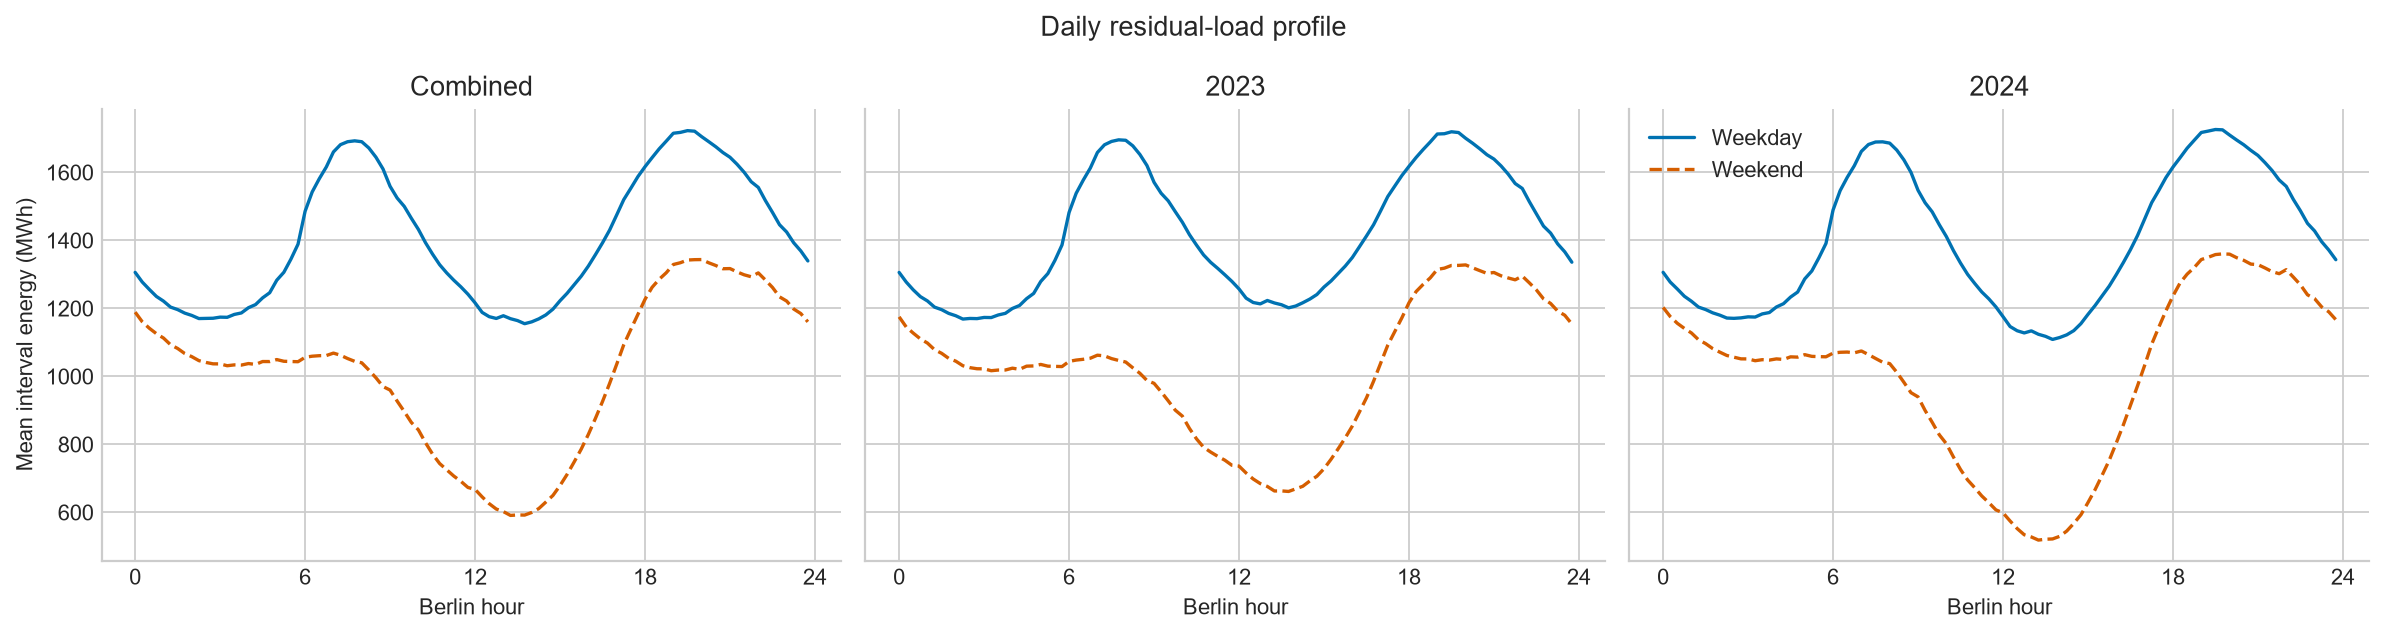 Daily residual-load profile
Combined
2023
2024
Mean interval energy (MWh)
1600
1400
1200
1000
800
600
0 6 12 18 24
Berlin hour
0 6 12 18 24
Berlin hour
Weekday
Weekend
0 6 12 18 24
Berlin hour